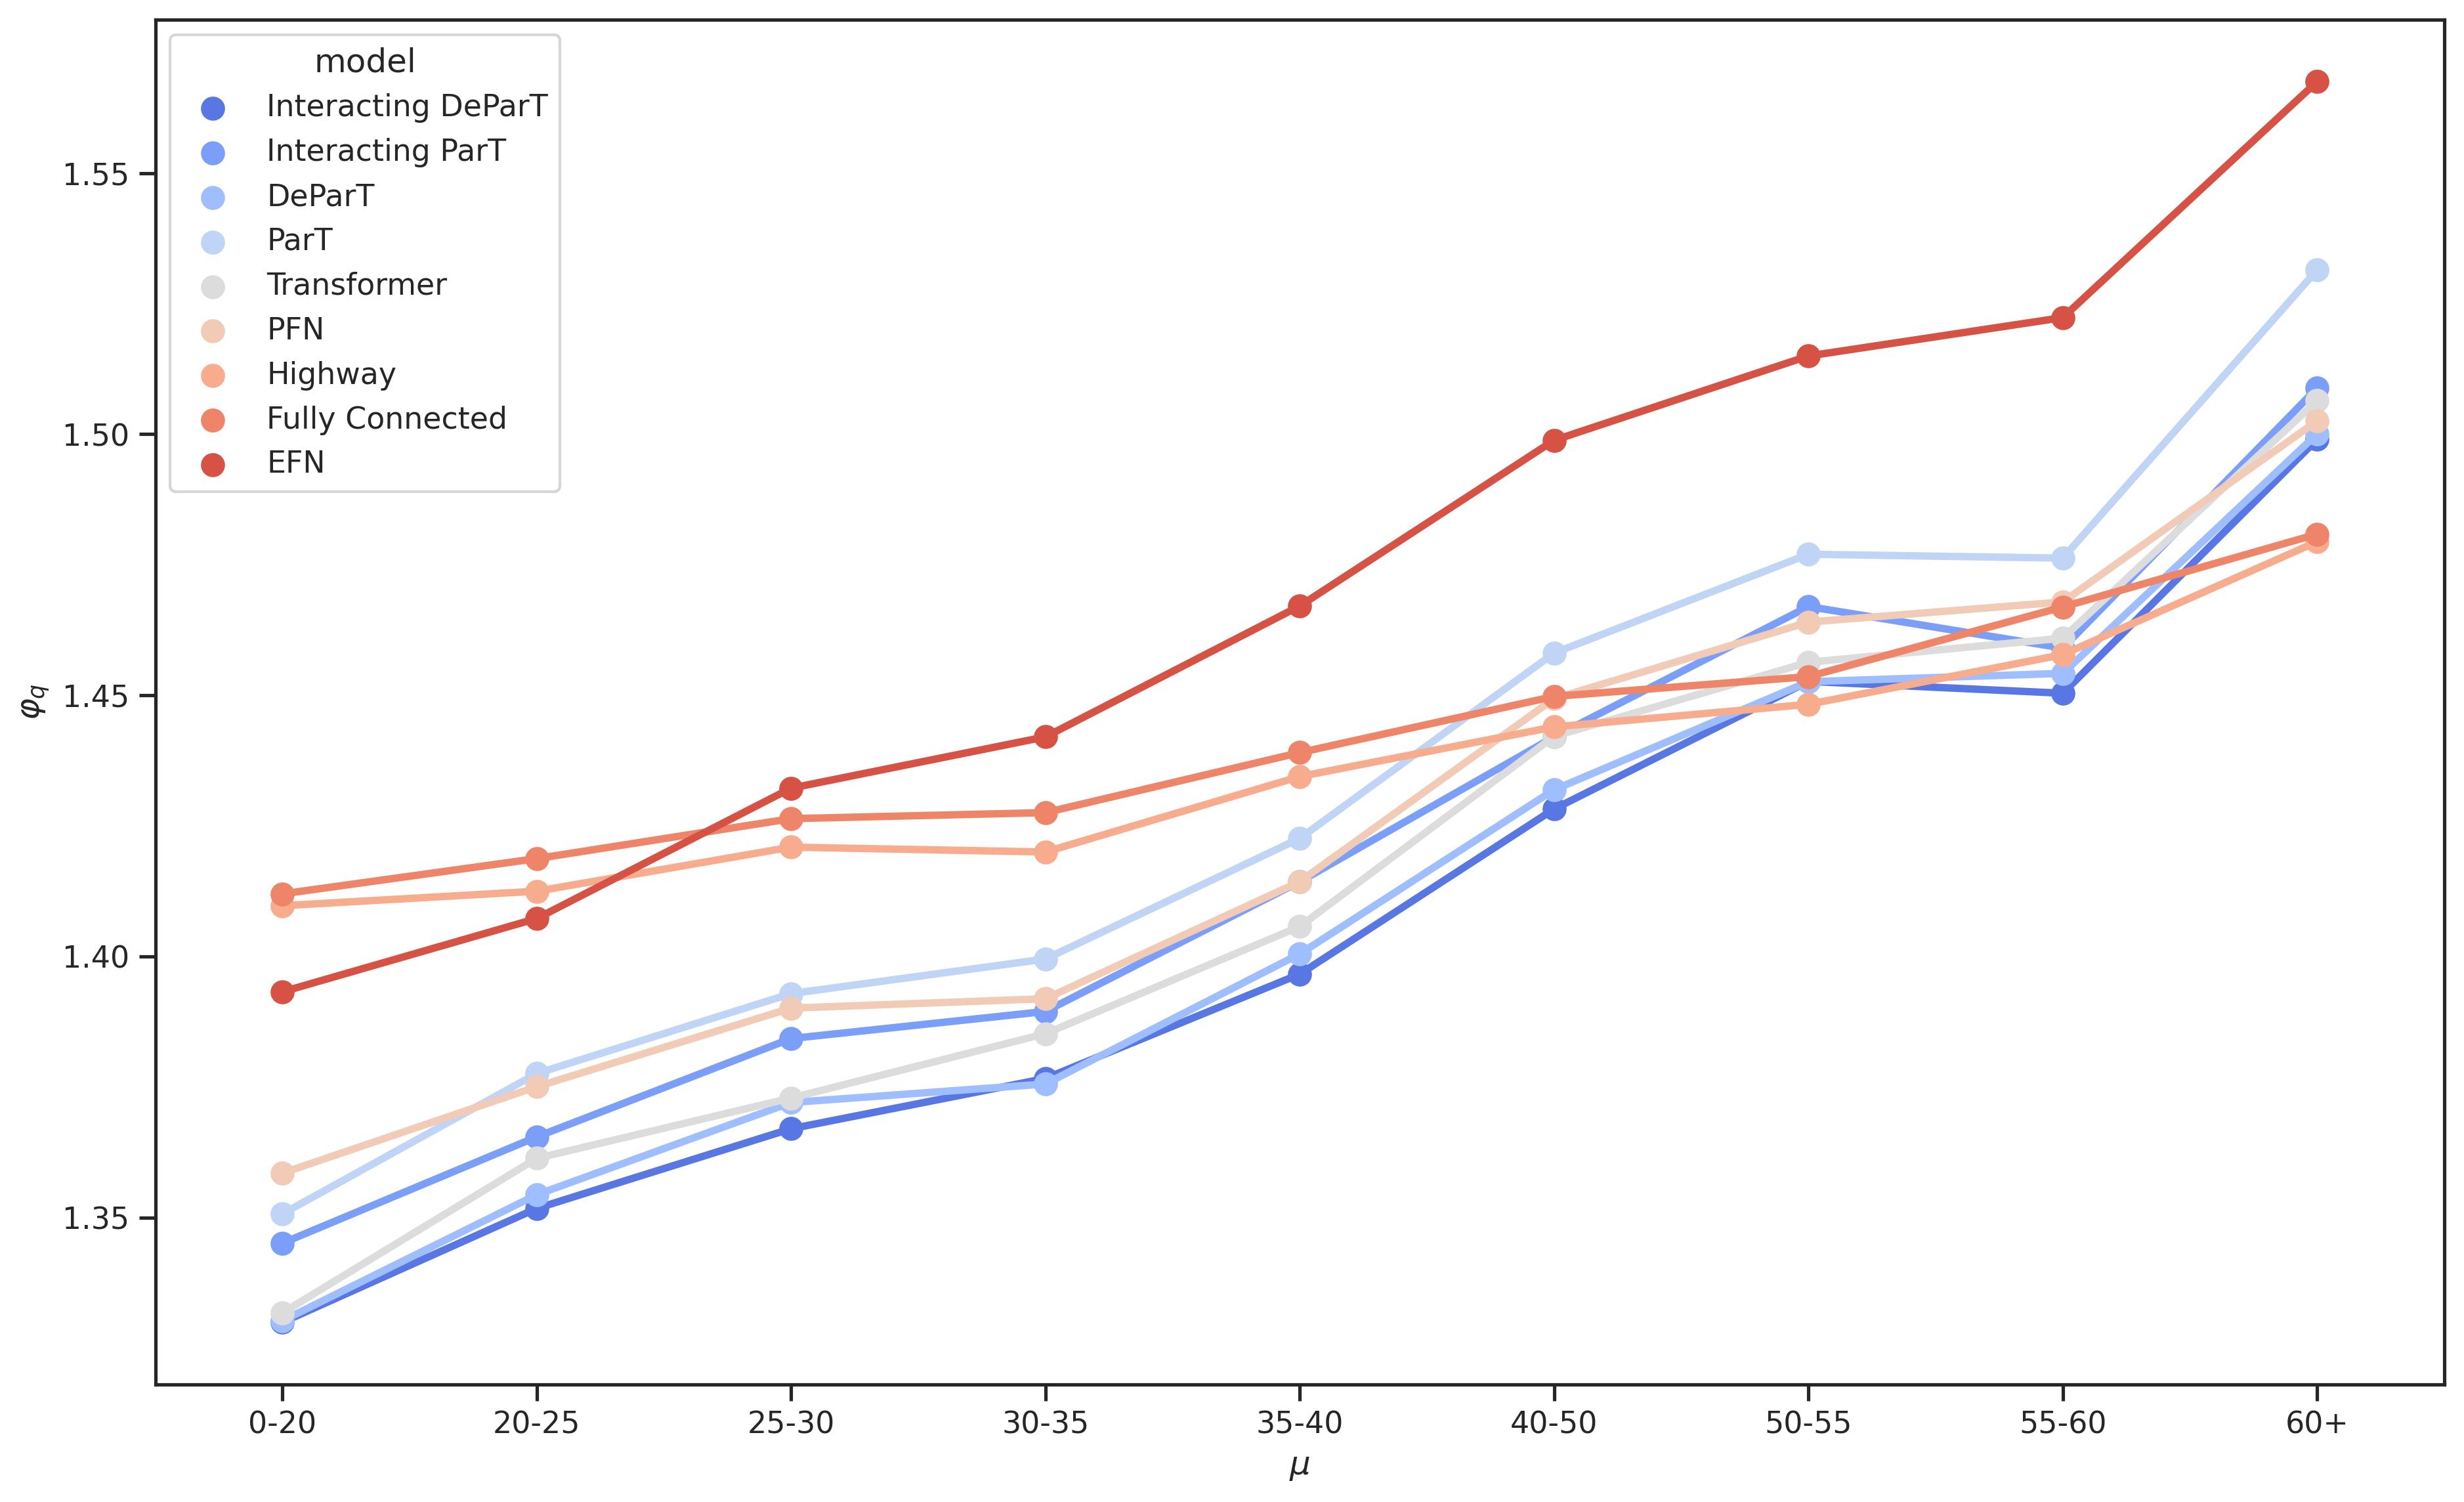 model
Interacting DeParT
Interacting ParT
DeParT
ParT
Transformer
PFN
Highway
Fully Connected
EFN
φq
1.55
1.50
1.45
1.40
1.35
0-20 20-25 25-30 30-35 35-40 40-50 50-55 55-60 60+
μ